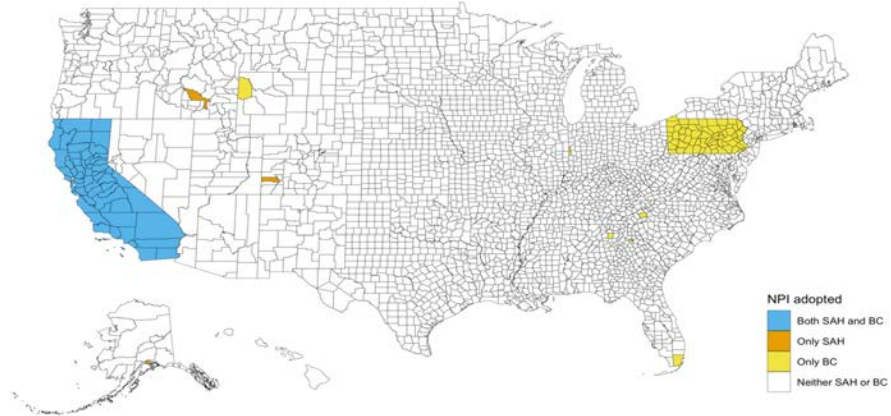 NPI adopted
Both SAH and BC
Only SAH
Only BC
Neither SAH or BC